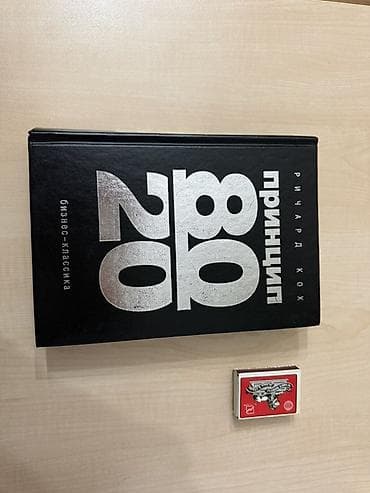 РИЧАРД КОХ
принцип
80
20
бизнес-классика